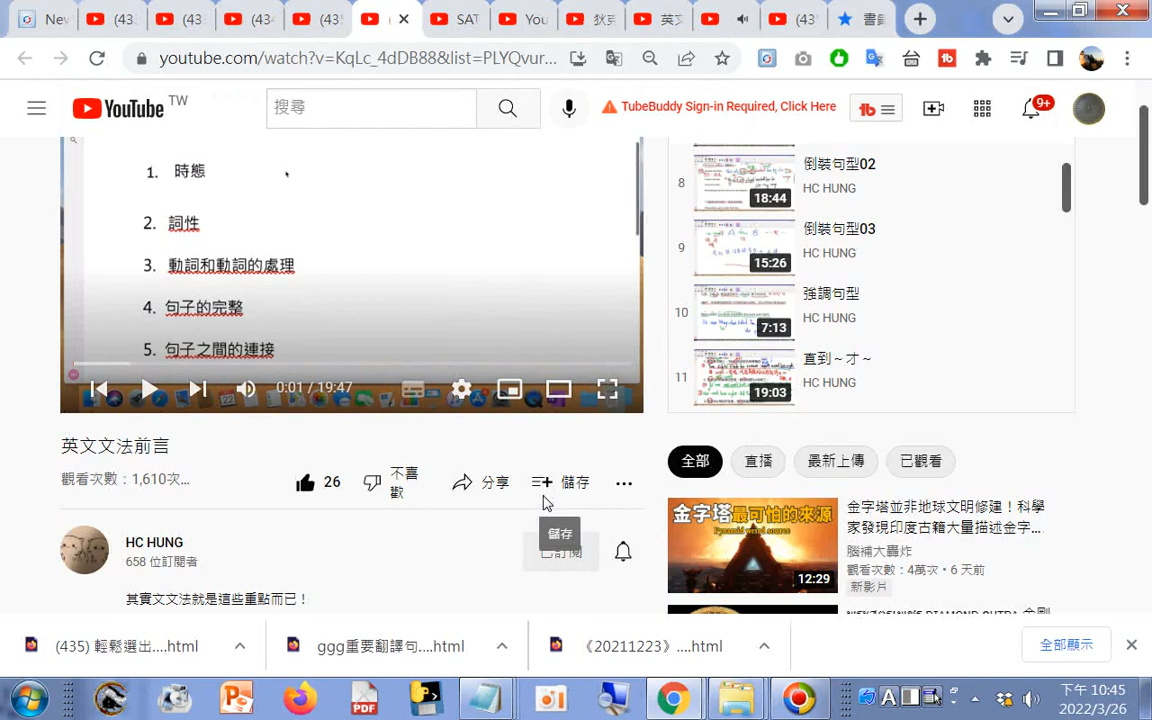 Nev
(43
(43
(434
(435
(
SAT
You
狄克
英文
(43
書籤
youtube.com/watch?v=KqLc_4dDB88&list=PLYQvur...
YouTube TW
搜尋
TubeBuddy Sign-in Required, Click Here
9+
1. 時態
2. 詞性
3. 動詞和動詞的處理
4. 句子的完整
5. 句子之間的連接
0:01 / 19:47
8
18:44
倒裝句型02
HC HUNG
9
15:26
倒裝句型03
HC HUNG
10
7:13
強調句型
HC HUNG
11
19:03
直到～才～
HC HUNG
英文文法前言
觀看次數：1,610次...
26
不喜
歡
分享
儲存
儲存
已訂閱
HC HUNG
658 位訂閱者
其實文文法就是這些重點而已！
全部
直播
最新上傳
已觀看
金字塔最可怕的來源
12:29
金字塔並非地球文明修建！科學
家發現印度古籍大量描述金字...
腦補大轟炸
觀看次數：4萬次・6 天前
新影片
(435) 輕鬆選出....html
ggg重要翻譯句....html
《20211223》....html
全部顯示
PDF
A
下午 10:45
2022/3/26